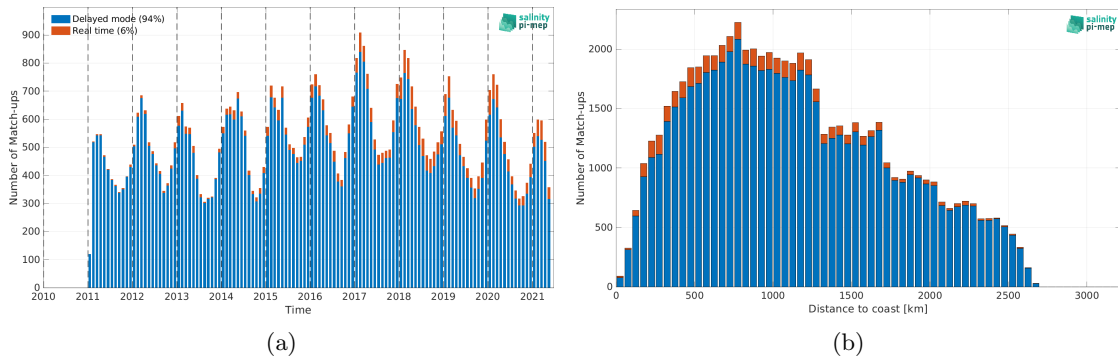 Delayed mode (94%)
Real time (6%)
salinity
pi-mep
Number of Match-ups
900
800
700
600
500
400
300
200
100
0
2010 2011 2012 2013 2014 2015 2016 2017 2018 2019 2020 2021
Time
(a)
salinity
pi-mep
Number of Match-ups
2000
1500
1000
500
0
0 500 1000 1500 2000 2500 3000
Distance to coast [km]
(b)